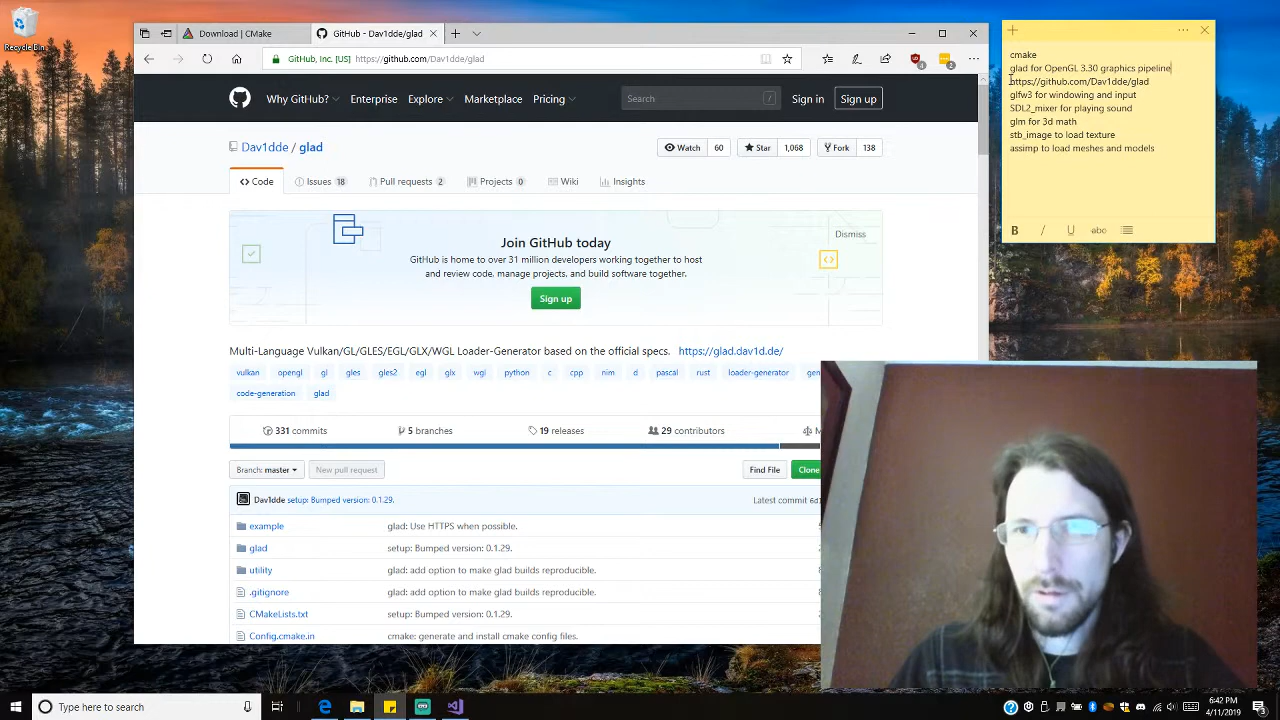 Recycle Bin
Download | CMake
GitHub - Dav1dde/glad
GitHub, Inc. [US]
https://github.com/Dav1dde/glad
4
2
Why GitHub?
Enterprise
Explore
Marketplace
Pricing
Search
/
Sign in
Sign up
Dav1dde / glad
Watch 60
Star 1,068
Fork 138
Code
Issues 18
Pull requests 2
Projects 0
Wiki
Insights
Join GitHub today
Dismiss
GitHub is home to over 31 million developers working together to host
and review code, manage projects, and build software together.
Sign up
Multi-Language Vulkan/GL/GLES/EGL/GLX/WGL Loader-Generator based on the official specs. https://glad.dav1d.de/
vulkan opengl gl gles gles2 egl glx wgl python c cpp nim d pascal rust loader-generator
code-generation glad
331 commits
5 branches
19 releases
29 contributors
Branch: master
New pull request
Find File
Clone
Dav1dde setup: Bumped version: 0.1.29.
Latest commit
example
glad: Use HTTPS when possible.
glad
setup: Bumped version: 0.1.29.
utility
glad: add option to make glad builds reproducible.
.gitignore
glad: add option to make glad builds reproducible.
CMakeLists.txt
setup: Bumped version: 0.1.29.
Config.cmake.in
cmake: generate and install cmake config files.
cmake
glad for OpenGL 3.30 graphics pipeline
https://github.com/Dav1dde/glad
glfw3 for windowing and input
SDL2_mixer for playing sound
glm for 3d math
stb_image to load texture
assimp to load meshes and models
B / U abc
Type here to search
6:42 PM
4/11/2019
3